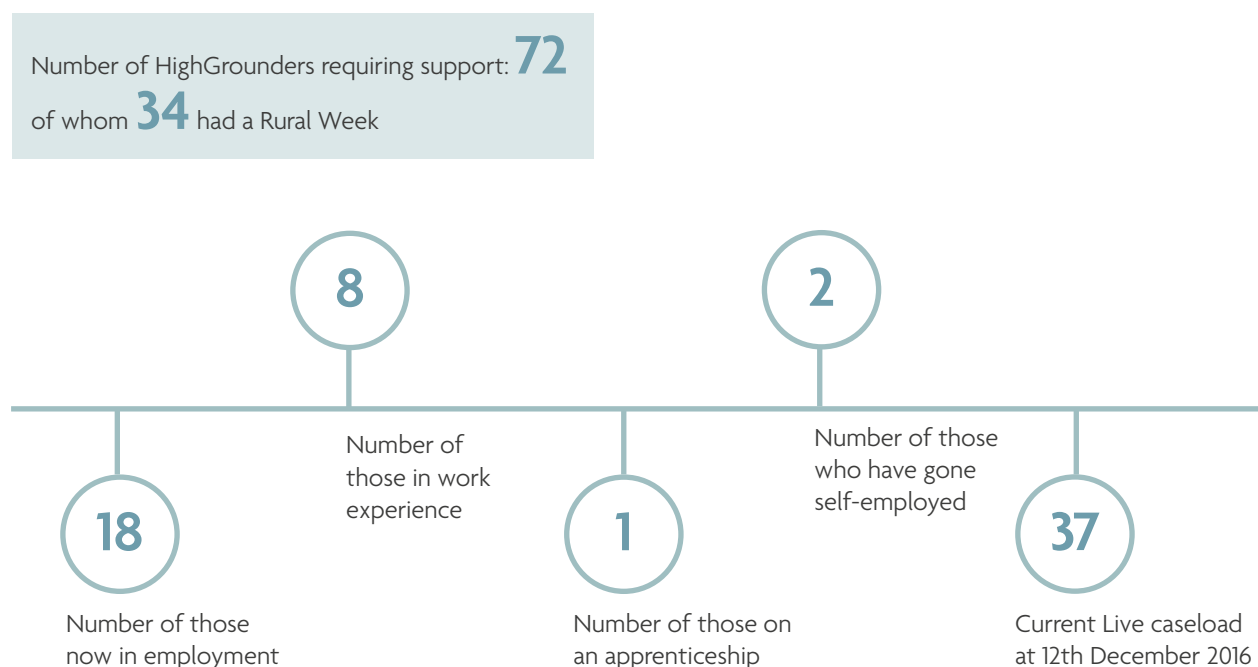 Number of HighGrounders requiring support: 72
of whom 34 had a Rural Week
8
2
Number of
those in work
experience
Number of those
who have gone
self-employed
18
1
37
Number of those
now in employment
Number of those on
an apprenticeship
Current Live caseload
at 12th December 2016